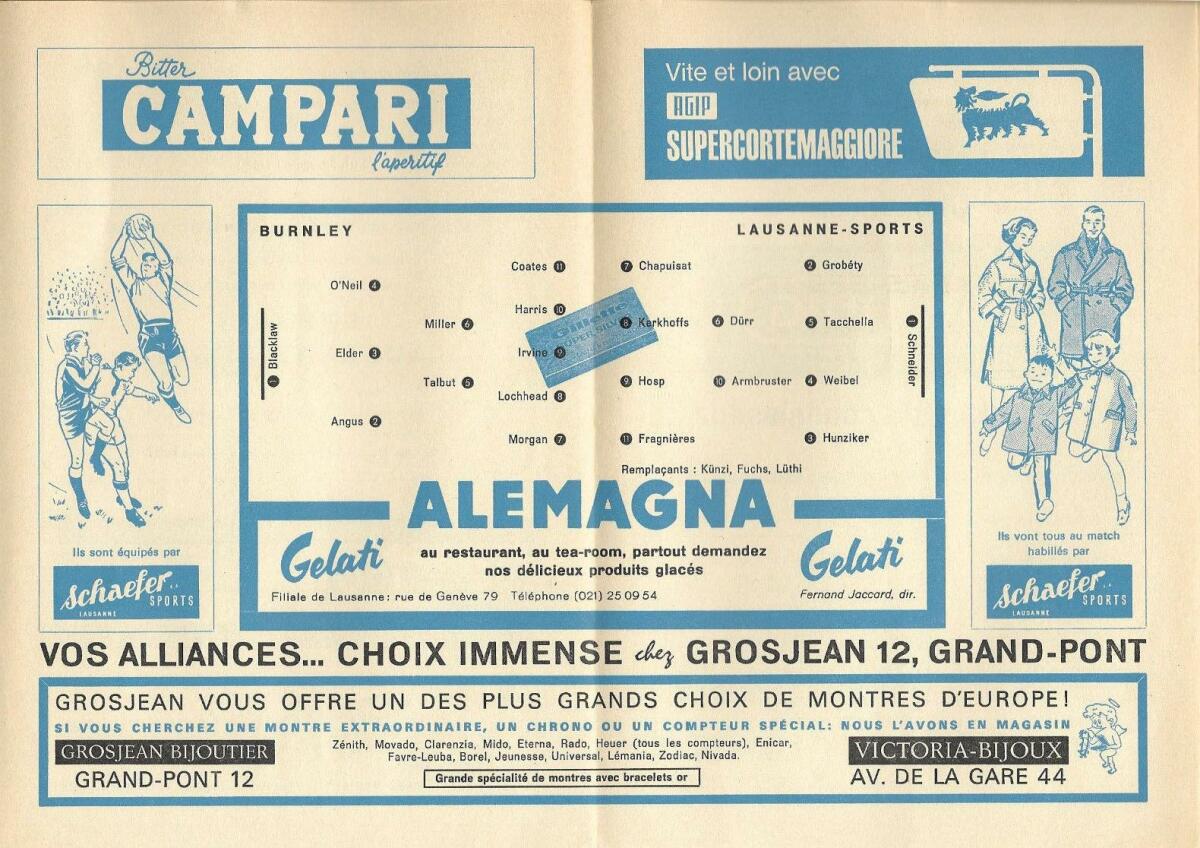 Bitter
CAMPARI
l'aperitif
Vite et loin avec
AGIP
SUPERCORTEMAGGIORE
BURNLEY
LAUSANNE-SPORTS
Coates 11
7 Chapuisat
2 Grobéty
O'Neil 4
Harris 10
Miller 6
8 Kerkhoffs
6 Dürr
5 Tacchella
1 Blacklaw
1 Schneider
Elder 3
Irvine 9
Talbut 5
9 Hosp
10 Armbruster
4 Weibel
Lochhead 8
Angus 2
Morgan 7
11 Fragnières
3 Hunziker
Remplaçants : Künzi, Fuchs, Lüthi
ALEMAGNA
Gelati
au restaurant, au tea-room, partout demandez
nos délicieux produits glacés
Gelati
Filiale de Lausanne: rue de Genève 79 Téléphone (021) 25 09 54
Fernand Jaccard, dir.
Ils sont équipés par
Schaefer
SPORTS
LAUSANNE
Ils vont tous au match
habillés par
Schaefer
SPORTS
LAUSANNE
VOS ALLIANCES... CHOIX IMMENSE chez GROSJEAN 12, GRAND-PONT
GROSJEAN VOUS OFFRE UN DES PLUS GRANDS CHOIX DE MONTRES D'EUROPE!
SI VOUS CHERCHEZ UNE MONTRE EXTRAORDINAIRE, UN CHRONO OU UN COMPTEUR SPÉCIAL: NOUS L'AVONS EN MAGASIN
GROSJEAN BIJOUTIER
GRAND-PONT 12
Zénith, Movado, Clarenzia, Mido, Eterna, Rado, Heuer (tous les compteurs), Enicar,
Favre-Leuba, Borel, Jeunesse, Universal, Lémania, Zodiac, Nivada.
Grande spécialité de montres avec bracelets or
VICTORIA-BIJOUX
AV. DE LA GARE 44